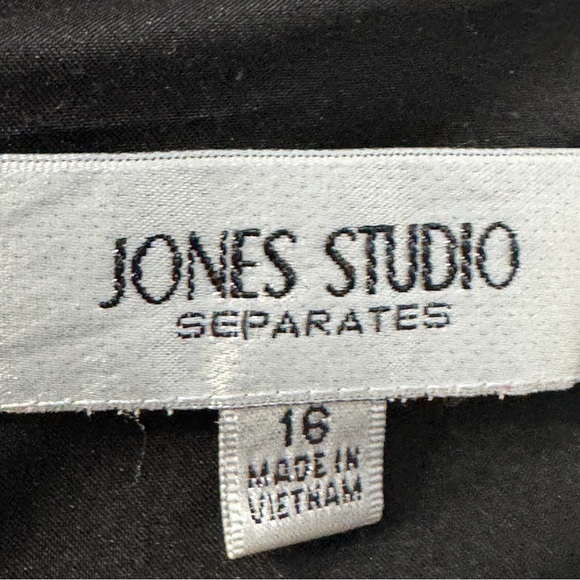 JONES STUDIO
SEPARATES
16
MADE IN
VIETNAM